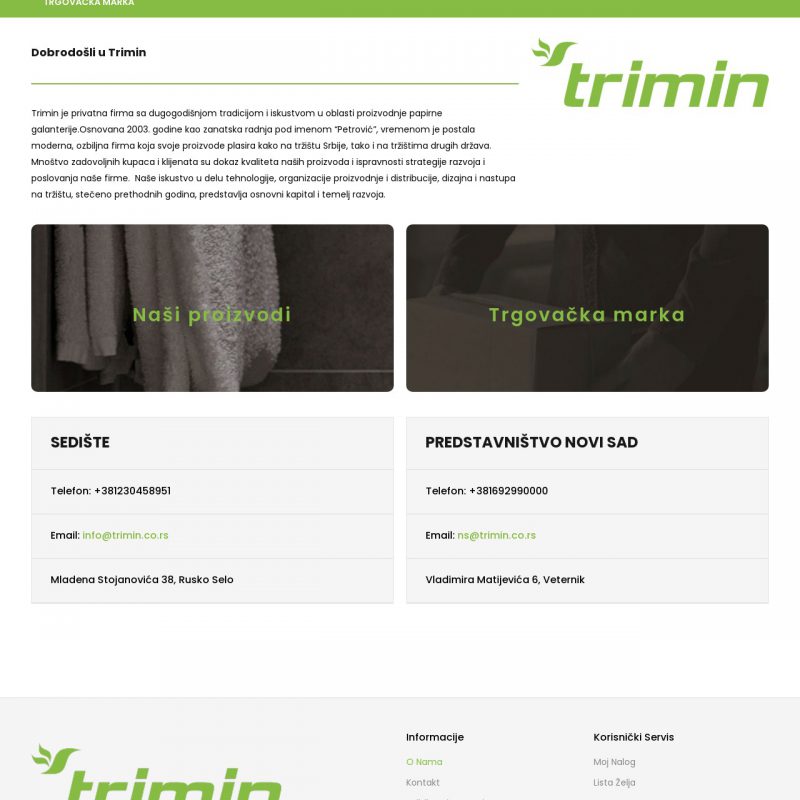 TRGOVAČKA MARKA
Dobrodošli u Trimin
trimin
Trimin je privatna firma sa dugogodišnjom tradicijom i iskustvom u oblasti proizvodnje papirne
galanterije.Osnovana 2003. godine kao zanatska radnja pod imenom “Petrović”, vremenom je postala
moderna, ozbiljna firma koja svoje proizvode plasira kako na tržištu Srbije, tako i na tržištima drugih država.
Mnoštvo zadovoljnih kupaca i klijenata su dokaz kvaliteta naših proizvoda i ispravnosti strategije razvoja i
poslovanja naše firme.  Naše iskustvo u delu tehnologije, organizacije proizvodnje i distribucije, dizajna i nastupa
na tržištu, stečeno prethodnih godina, predstavlja osnovni kapital i temelj razvoja.
Naši proizvodi
Trgovačka marka
SEDIŠTE
Telefon: +381230458951
Email: info@trimin.co.rs
Mladena Stojanovića 38, Rusko Selo
PREDSTAVNIŠTVO NOVI SAD
Telefon: +381692990000
Email: ns@trimin.co.rs
Vladimira Matijevića 6, Veternik
trimin
Informacije
O Nama
Kontakt
Korisnički Servis
Moj Nalog
Lista Želja